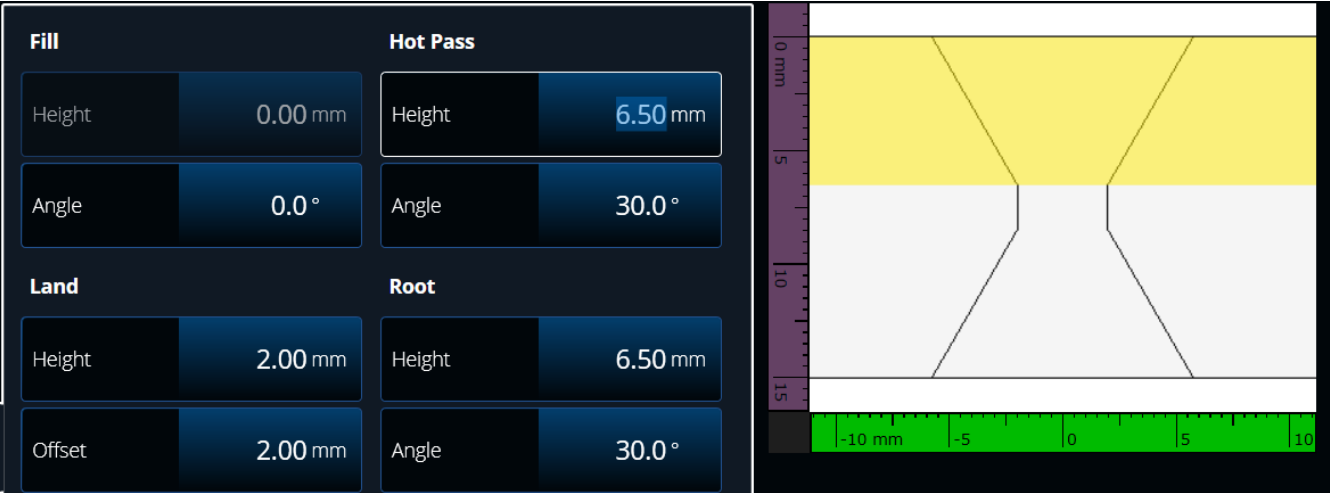 Fill
Height 0.00 mm
Angle 0.0 °
Hot Pass
Height 6.50 mm
Angle 30.0 °
Land
Height 2.00 mm
Offset 2.00 mm
Root
Height 6.50 mm
Angle 30.0 °
0 mm
5
10
15
-10 mm -5 0 5 10